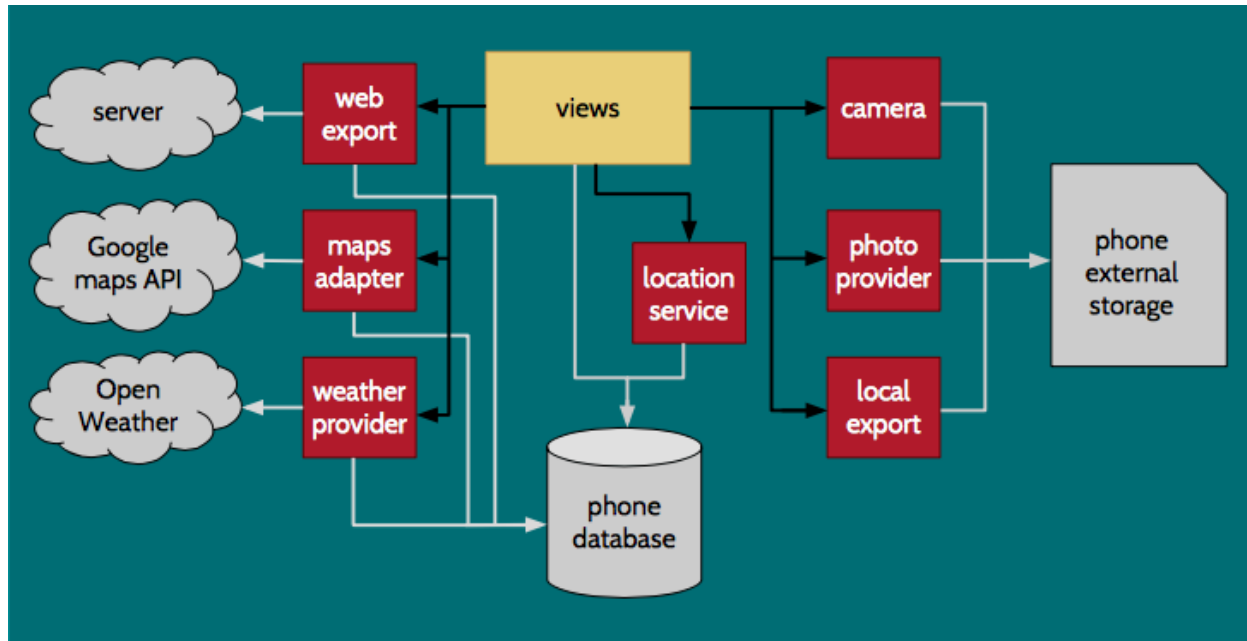 server
web
export
views
camera
Google
maps API
maps
adapter
location
service
photo
provider
phone
external
storage
Open
Weather
weather
provider
local
export
phone
database